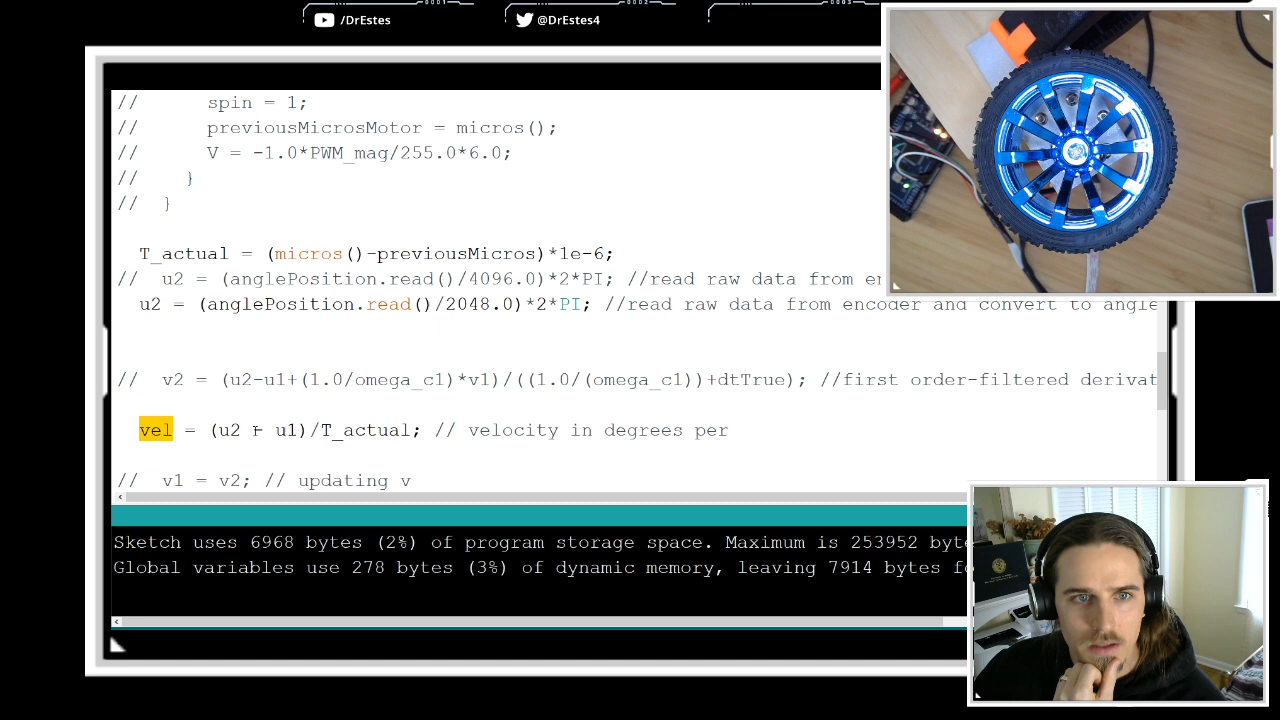 0001
0002
0003
/DrEstes
@DrEstes4
// spin = 1;
// previousMicrosMotor = micros();
// V = -1.0*PWM_mag/255.0*6.0;
// }
// }
T_actual = (micros()-previousMicros)*1e-6;
// u2 = (anglePosition.read()/4096.0)*2*PI; //read raw data from en
u2 = (anglePosition.read()/2048.0)*2*PI; //read raw data from encoder and convert to angle
// v2 = (u2-u1+(1.0/omega_c1)*v1)/((1.0/(omega_c1))+dtTrue); //first order-filtered derivat
vel = (u2 - u1)/T_actual; // velocity in degrees per
// v1 = v2; // updating v
Sketch uses 6968 bytes (2%) of program storage space. Maximum is 253952 byte
Global variables use 278 bytes (3%) of dynamic memory, leaving 7914 bytes fo